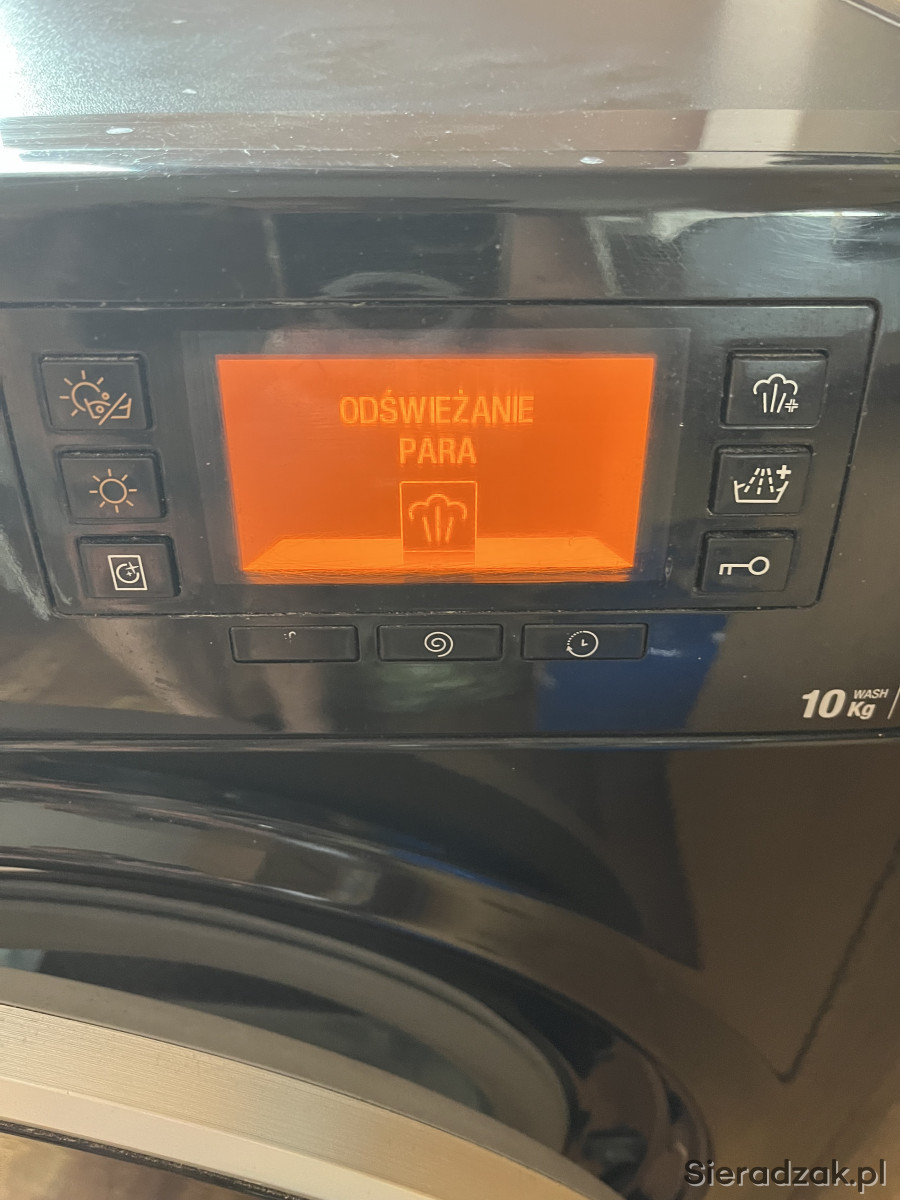 ODŚWIEŻANIE
PARA
10 WASH
Kg
Sieradzak.pl